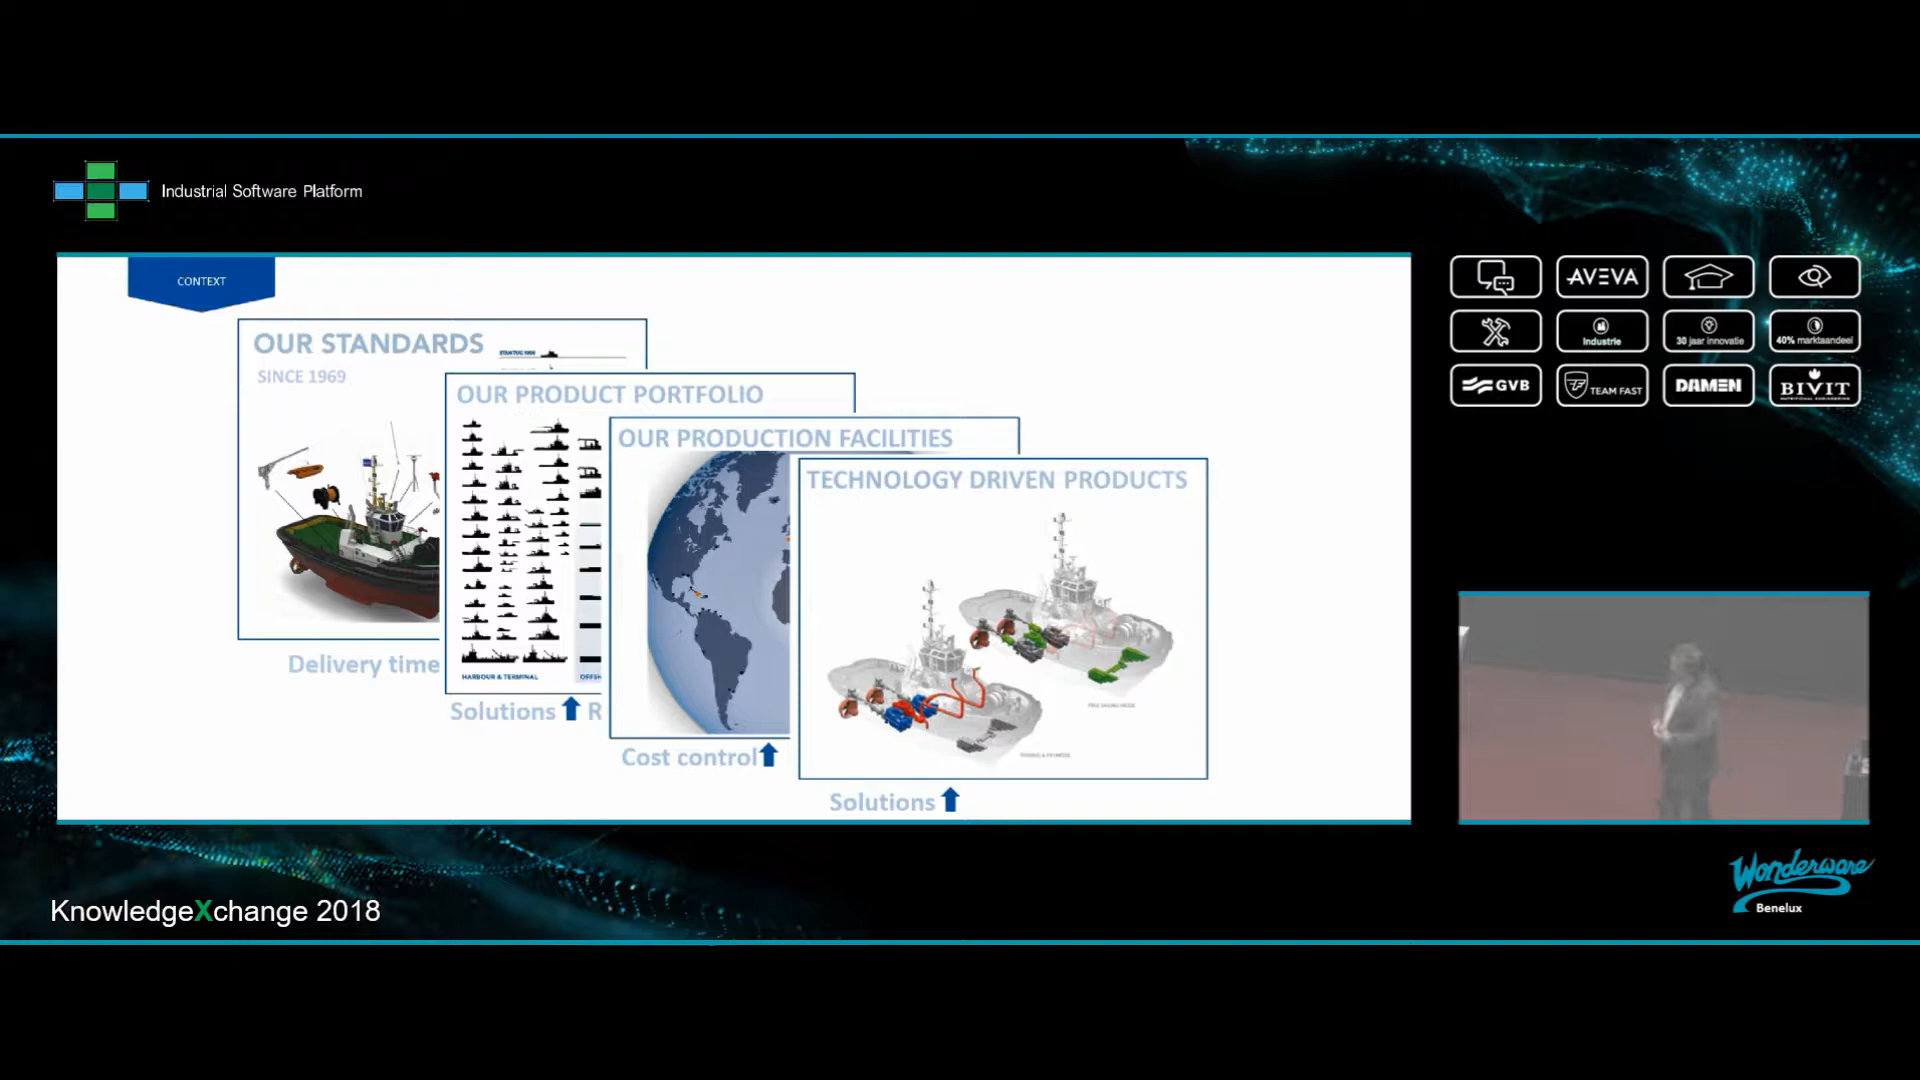 Industrial Software Platform
CONTEXT
OUR STANDARDS
SINCE 1969
OUR PRODUCT PORTFOLIO
HARBOUR & TERMINAL
OUR PRODUCTION FACILITIES
TECHNOLOGY DRIVEN PRODUCTS
Delivery time
Solutions
R
Cost control
Solutions
AVEVA
Industrie
30 jaar innovatie
40% marktaandeel
GVB
TEAM FAST
DAMEN
BIVIT
KnowledgeXchange 2018
Wonderware
Benelux